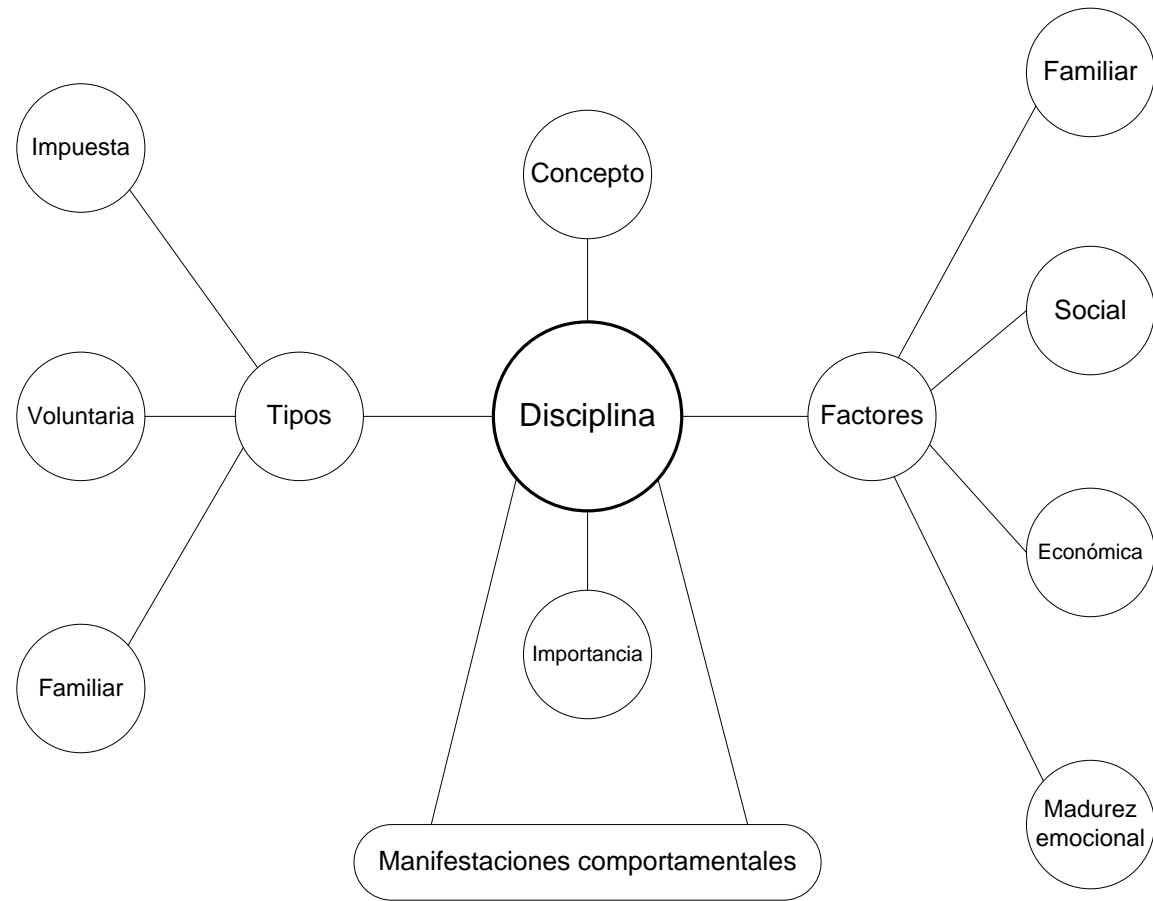 Familiar
Impuesta
Concepto
Social
Voluntaria
Tipos
Disciplina
Factores
Económica
Importancia
Familiar
Madurez
emocional
Manifestaciones comportamentales